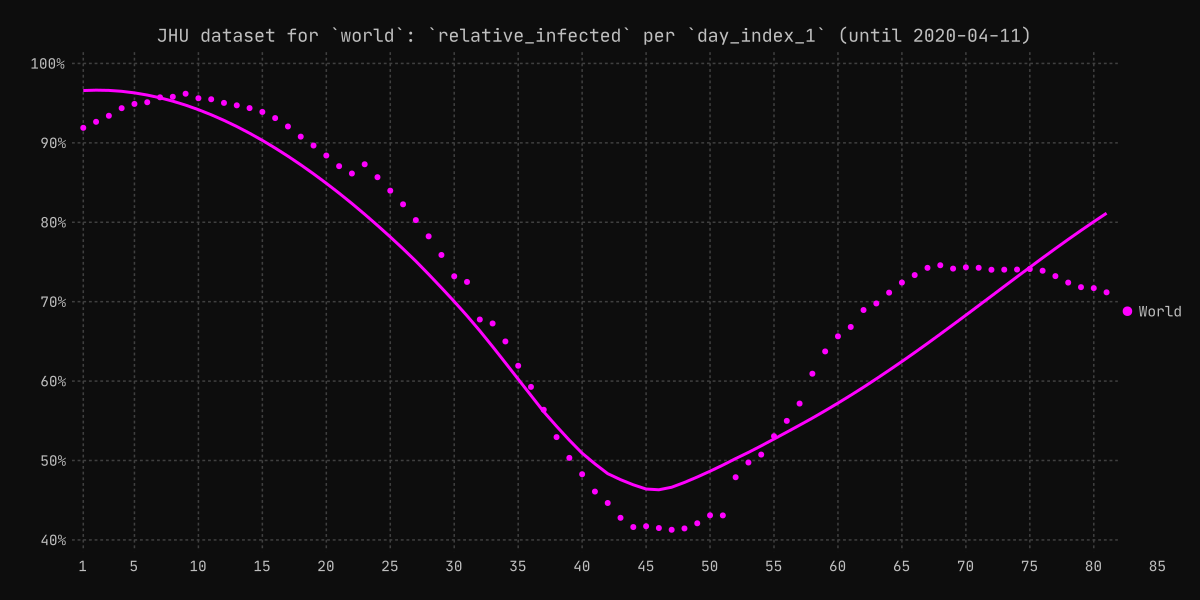 JHU dataset for `world`: `relative_infected` per `day_index_1` (until 2020-04-11)
100%
90%
80%
70%
60%
50%
40%
World
1 5 10 15 20 25 30 35 40 45 50 55 60 65 70 75 80 85